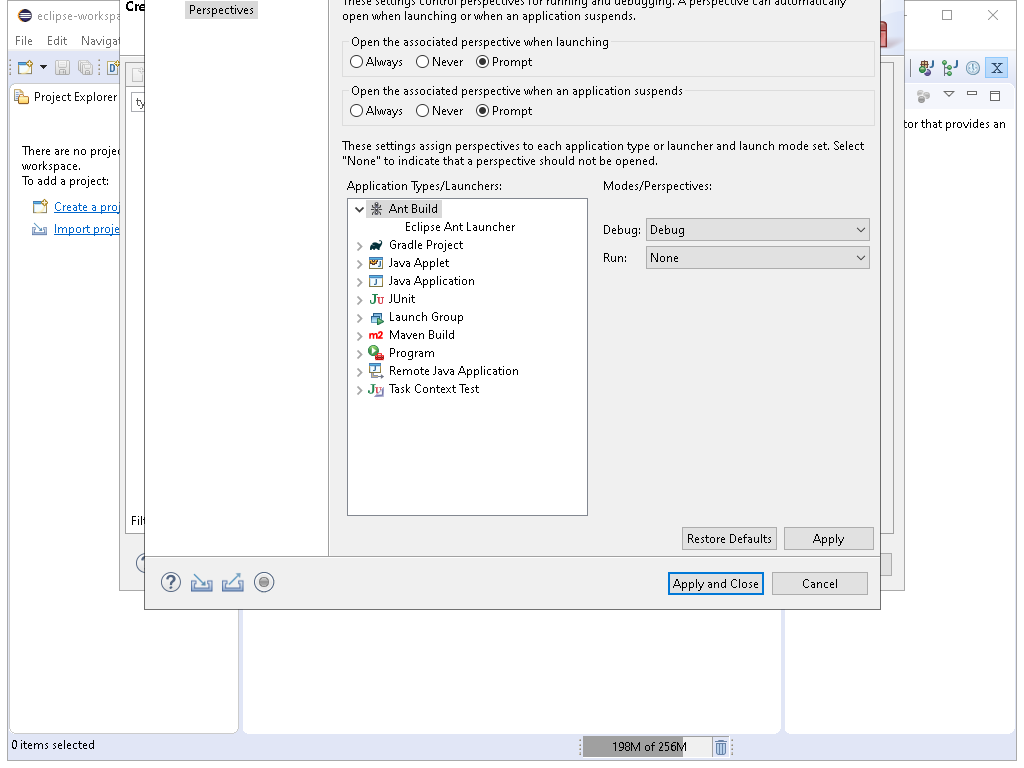 eclipse-workspa
Cre
Perspectives
These settings control perspectives for running and debugging. A perspective can automatically
open when launching or when an application suspends.
File Edit Navigat
Open the associated perspective when launching
Always Never Prompt
Project Explorer
ty
Open the associated perspective when an application suspends
Always Never Prompt
tor that provides an
There are no projec
workspace.
To add a project:
Create a proj
Import proje
These settings assign perspectives to each application type or launcher and launch mode set. Select
"None" to indicate that a perspective should not be opened.
Application Types/Launchers:
Modes/Perspectives:
Ant Build
Eclipse Ant Launcher
Gradle Project
Java Applet
Java Application
JUnit
Launch Group
Maven Build
Program
Remote Java Application
Task Context Test
Debug: Debug
Run: None
Filt
Restore Defaults Apply
Apply and Close Cancel
0 items selected
198M of 256M